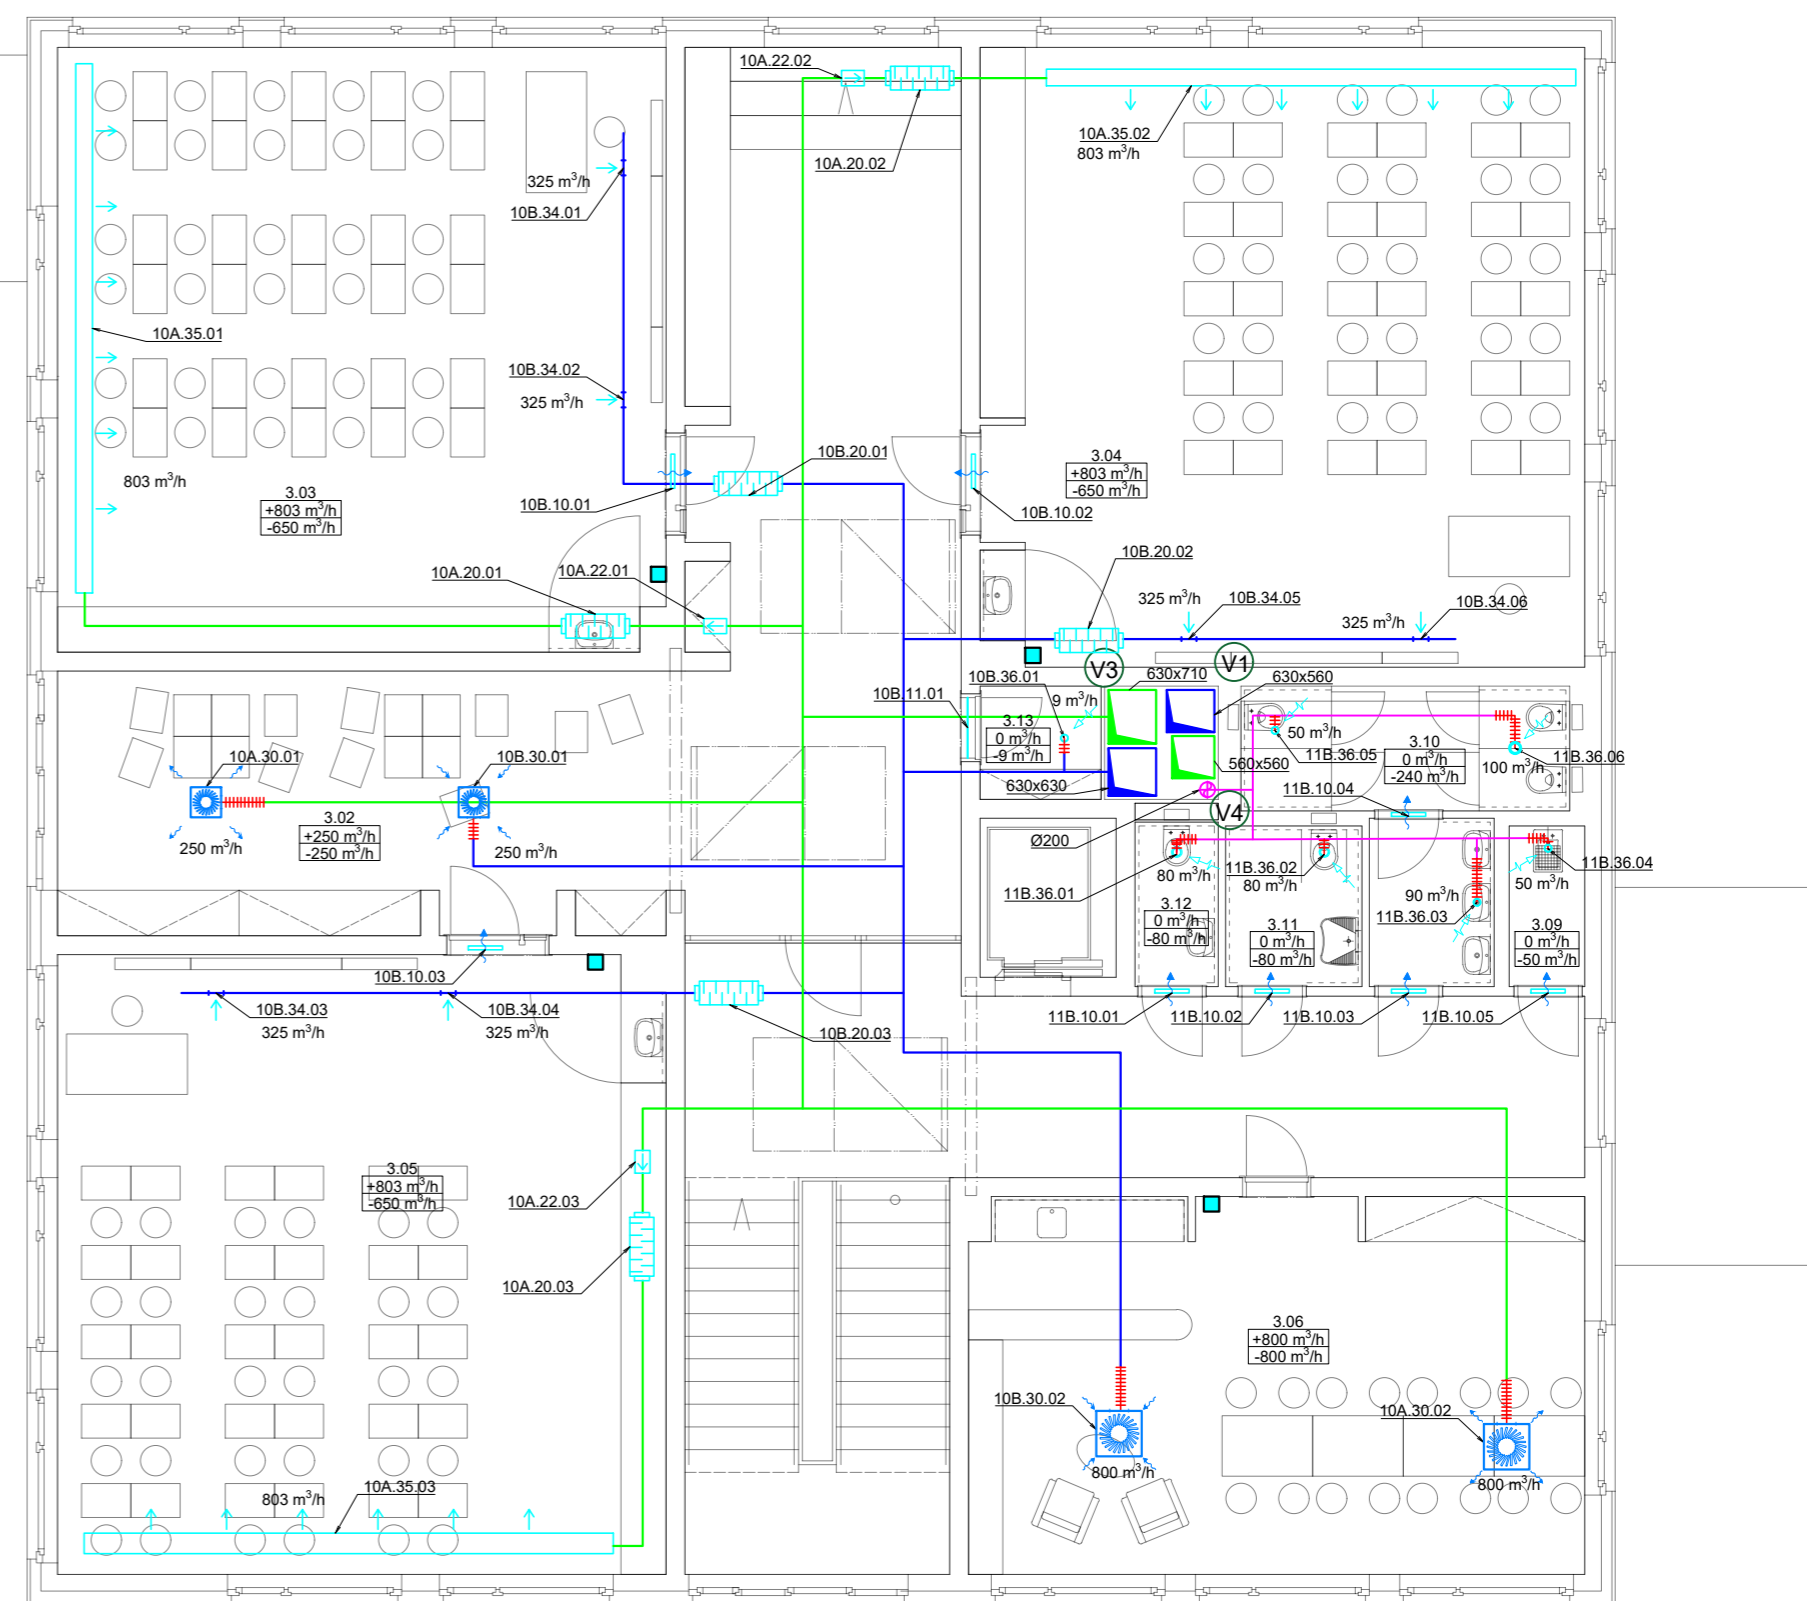 10A.22.02
10A.20.02
10A.35.02
803 m³/h
325 m³/h
10B.34.01
10A.35.01
10B.34.02
325 m³/h
803 m³/h
10B.20.01
3.03
+803 m³/h
-650 m³/h
10B.10.01
3.04
+803 m³/h
-650 m³/h
10B.10.02
10A.20.01
10A.22.01
10B.20.02
325 m³/h
10B.34.05
325 m³/h
10B.34.06
V3
V1
630x710
630x560
10B.36.01
9 m³/h
10B.11.01
3.13
0 m³/h
-9 m³/h
630x630
560x560
50 m³/h
11B.36.05
3.10
0 m³/h
-240 m³/h
100 m³/h
11B.36.06
11B.10.04
V4
Ø200
10A.30.01
10B.30.01
3.02
+250 m³/h
-250 m³/h
250 m³/h
250 m³/h
11B.36.01
80 m³/h
11B.36.02
80 m³/h
90 m³/h
11B.36.03
50 m³/h
11B.36.04
3.12
0 m³/h
-80 m³/h
3.11
0 m³/h
-80 m³/h
3.09
0 m³/h
-50 m³/h
11B.10.01
11B.10.02
11B.10.03
11B.10.05
10B.10.03
10B.34.03
325 m³/h
10B.34.04
325 m³/h
10B.20.03
3.05
+803 m³/h
-650 m³/h
10A.22.03
10A.20.03
10A.35.03
803 m³/h
3.06
+800 m³/h
-800 m³/h
10B.30.02
800 m³/h
10A.30.02
800 m³/h